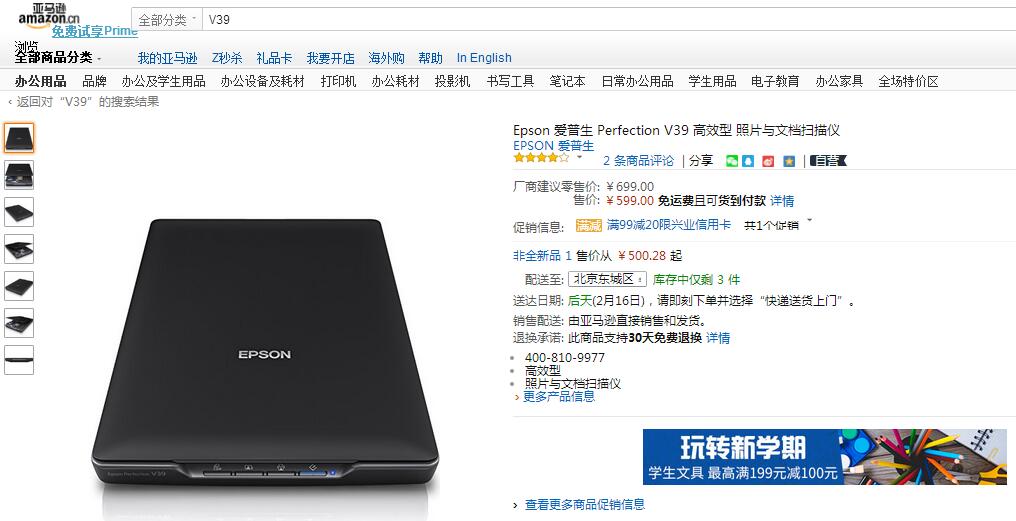 亚马逊
amazon.cn
免费试享Prime
全部分类
V39
浏览
全部商品分类
我的亚马逊 Z秒杀 礼品卡 我要开店 海外购 帮助 In English
办公用品 品牌 办公及学生用品 办公设备及耗材 打印机 办公耗材 投影机 书写工具 笔记本 日常办公用品 学生用品 电子教育 办公家具 全场特价区
‹ 返回对“V39”的搜索结果
Epson 爱普生 Perfection V39 高效型 照片与文档扫描仪
EPSON 爱普生
2 条商品评论 | 分享 | 自营
厂商建议零售价: ￥699.00
售价: ￥599.00 免运费且可货到付款 详情
促销信息: 满减 满99减20限兴业信用卡 共1个促销
非全新品 1 售价从 ￥500.28 起
配送至: 北京东城区 库存中仅剩 3 件
送达日期: 后天(2月16日)，请即刻下单并选择“快递送货上门”。
销售配送: 由亚马逊直接销售和发货。
退换承诺: 此商品支持30天免费退换 详情
400-810-9977
高效型
照片与文档扫描仪
› 更多产品信息
EPSON
Epson Perfection V39
玩转新学期
学生文具 最高满199元减100元
› 查看更多商品促销信息